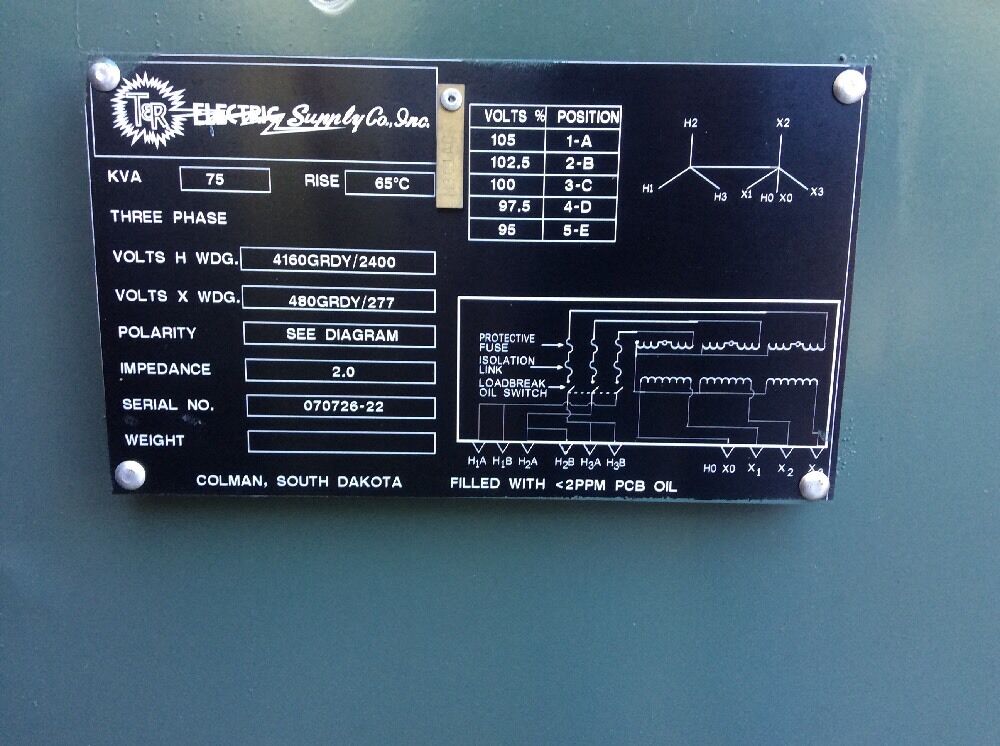 T&R ELECTRIC Supply Co., Inc.
KVA 75 RISE 65°C
THREE PHASE
VOLTS H WDG. 4160GRDY/2400
VOLTS X WDG. 480GRDY/277
POLARITY SEE DIAGRAM
IMPEDANCE 2.0
SERIAL NO. 070726-22
WEIGHT
COLMAN, SOUTH DAKOTA
VOLTS % POSITION
105 1-A
102.5 2-B
100 3-C
97.5 4-D
95 5-E
H2 X2
H1 H3 X1 H0 X0 X3
PROTECTIVE
FUSE
ISOLATION
LINK
LOADBREAK
OIL SWITCH
H1A H1B H2A H2B H3A H3B H0 X0 X1 X2 X3
FILLED WITH <2PPM PCB OIL